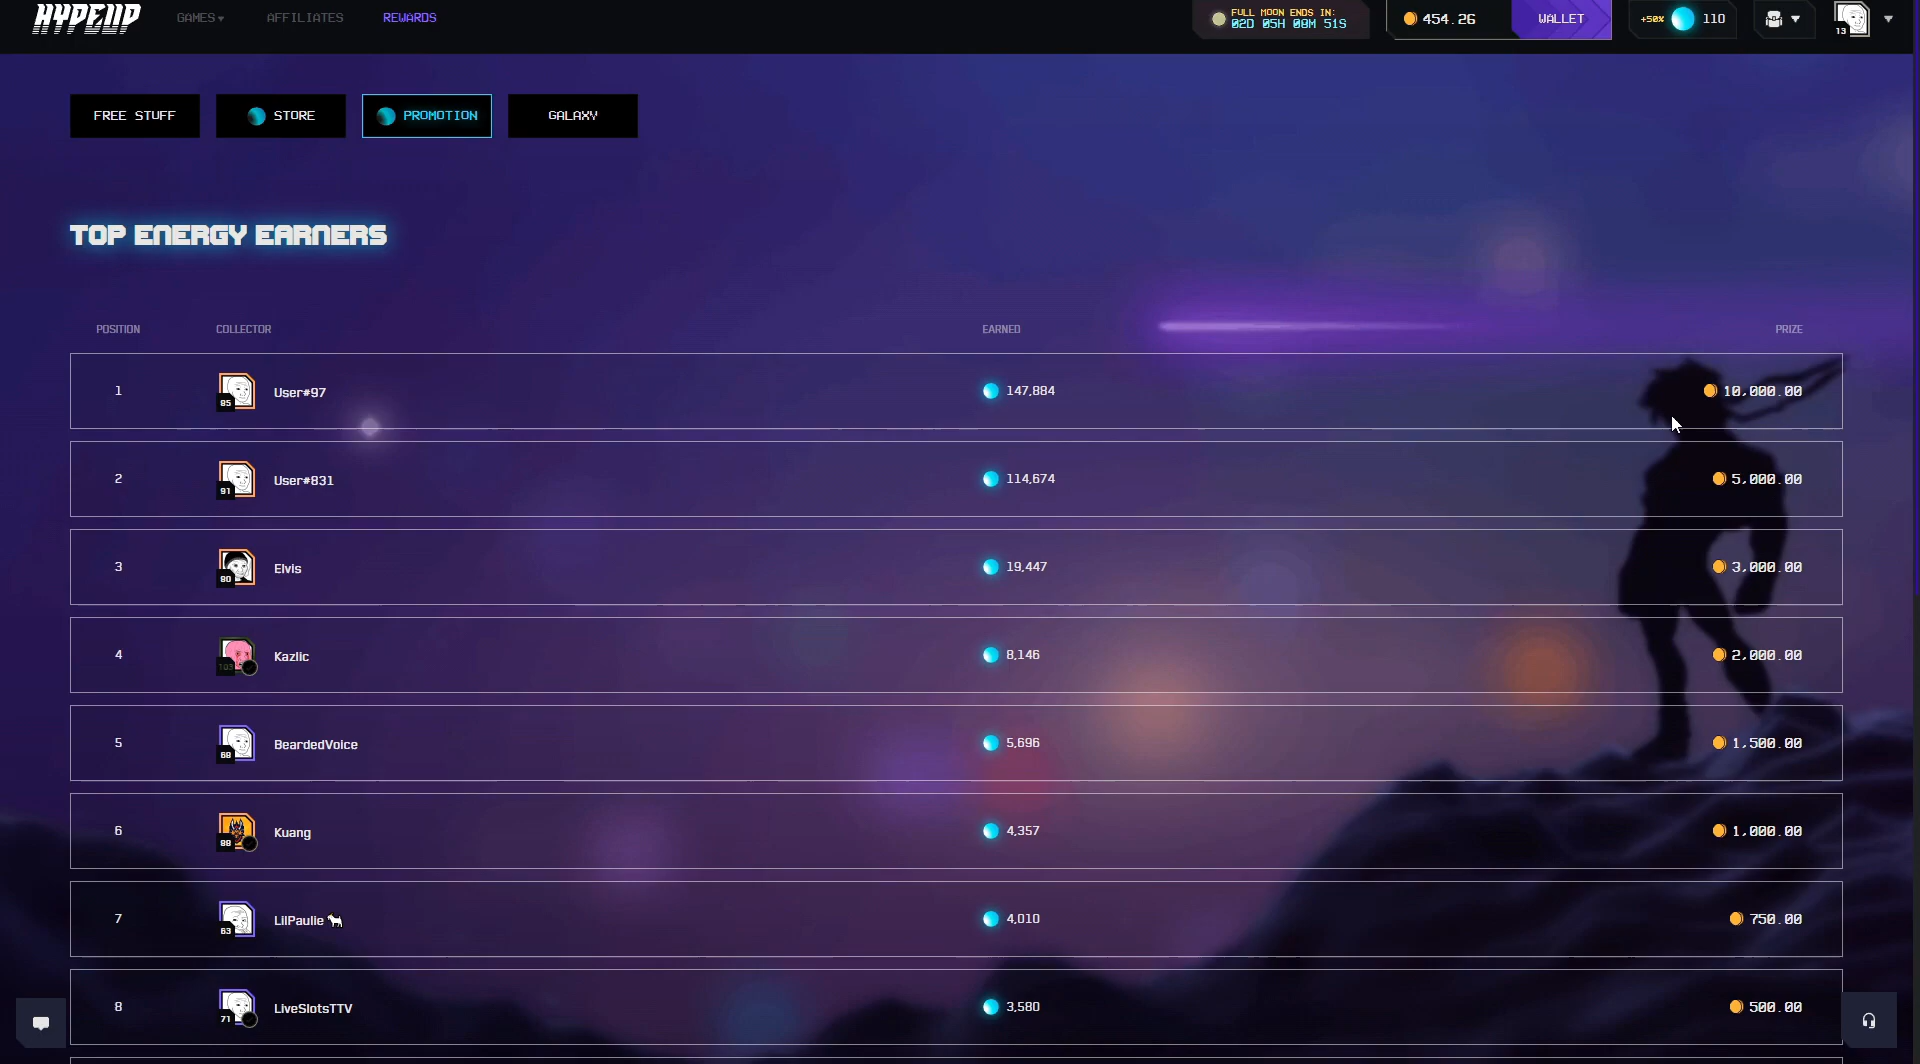 HYPEUP GAMES AFFILIATES REWARDS
FULL MOON ENDS IN:
02D 05H 08M 51S
454.26 WALLET +50% 110
13
FREE STUFF STORE PROMOTION GALAXY
TOP ENERGY EARNERS
POSITION COLLECTOR EARNED PRIZE
1 85 User#97 147,884 10,000.00
2 91 User#831 114,674 5,000.00
3 80 Elvis 19,447 3,000.00
4 103 Kazlic 8,146 2,000.00
5 68 BeardedVoice 5,696 1,500.00
6 88 Kuang 4,357 1,000.00
7 63 LilPaulie 🐐 4,010 750.00
8 71 LiveSlotsTTV 3,580 500.00